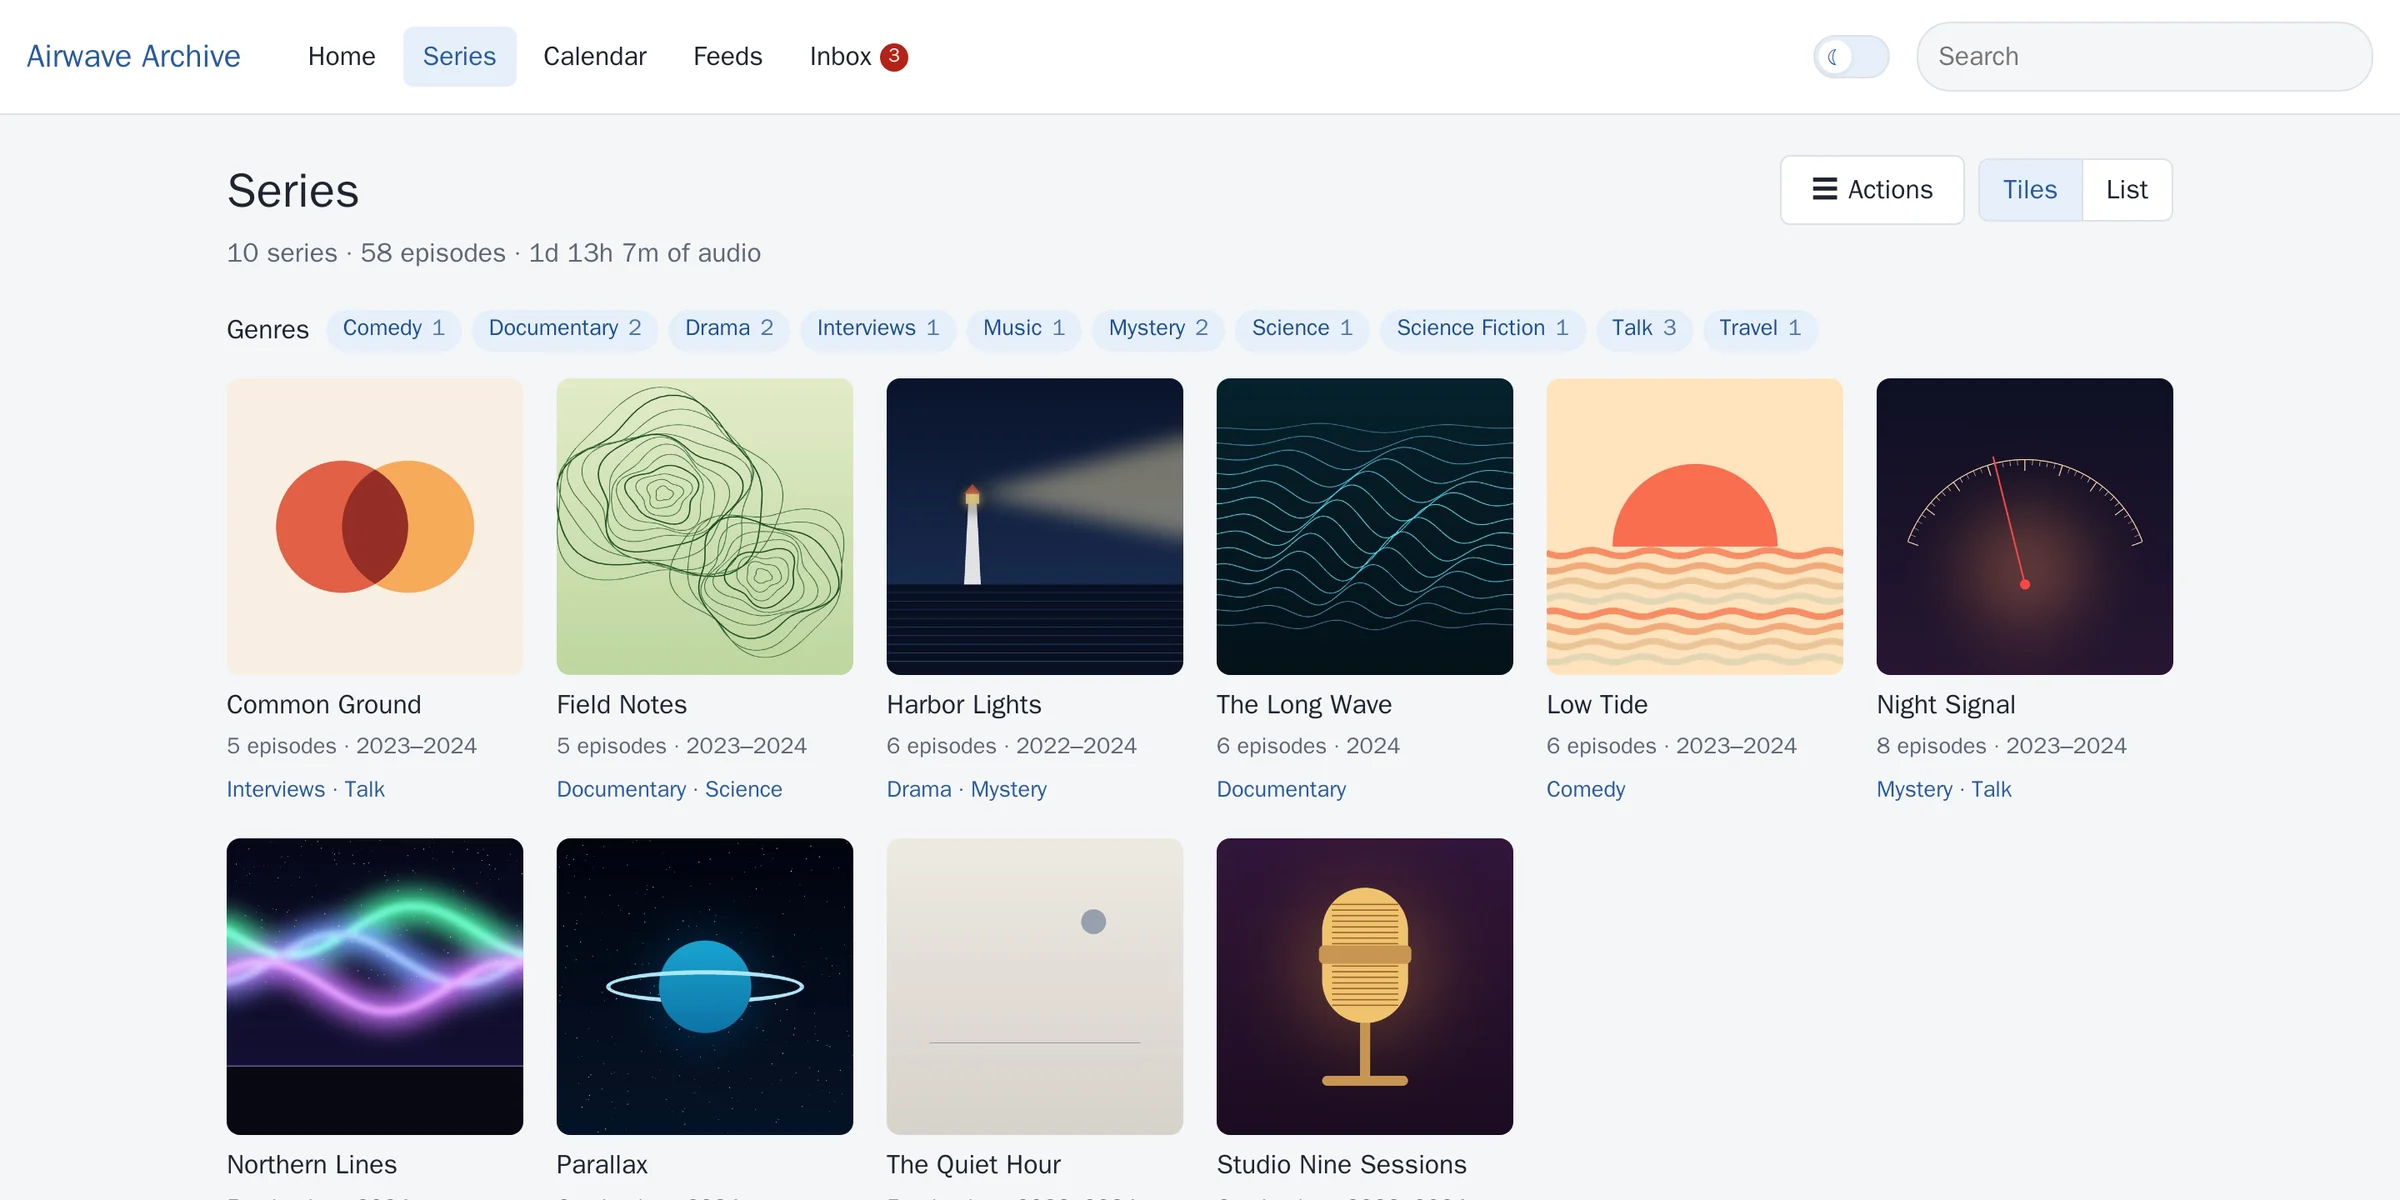 Airwave Archive Home Series Calendar Feeds Inbox 3 Search
Series
☰ Actions Tiles List
10 series · 58 episodes · 1d 13h 7m of audio
Genres Comedy 1 Documentary 2 Drama 2 Interviews 1 Music 1 Mystery 2 Science 1 Science Fiction 1 Talk 3 Travel 1
Common Ground
5 episodes · 2023–2024
Interviews · Talk
Field Notes
5 episodes · 2023–2024
Documentary · Science
Harbor Lights
6 episodes · 2022–2024
Drama · Mystery
The Long Wave
6 episodes · 2024
Documentary
Low Tide
6 episodes · 2023–2024
Comedy
Night Signal
8 episodes · 2023–2024
Mystery · Talk
Northern Lines
Parallax
The Quiet Hour
Studio Nine Sessions